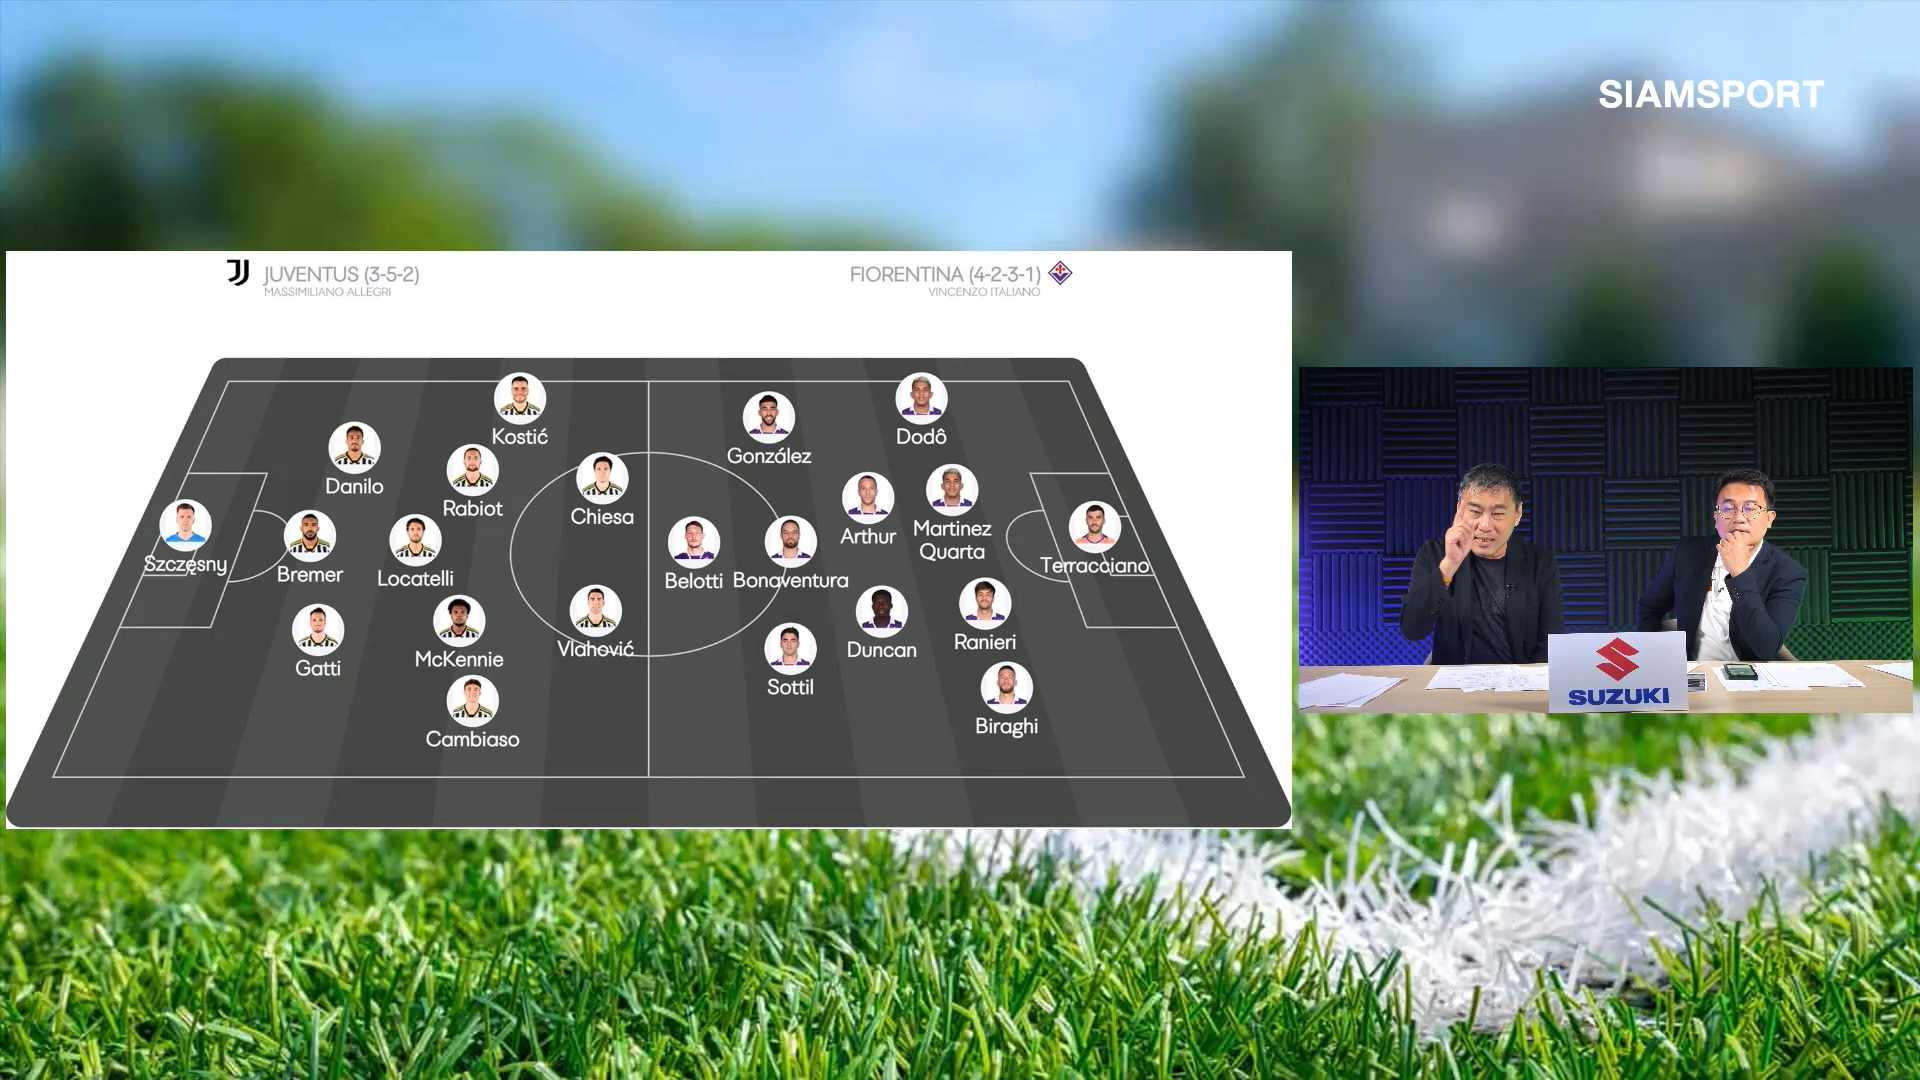 SIAMSPORT
JUVENTUS (3-5-2)
MASSIMILIANO ALLEGRI
FIORENTINA (4-2-3-1)
VINCENZO ITALIANO
Kostić
Dodô
González
Danilo
Rabiot
Chiesa
Arthur
Martinez
Quarta
Szczęsny
Bremer
Locatelli
Belotti
Bonaventura
Terracciano
Gatti
McKennie
Vlahović
Duncan
Ranieri
Sottil
Cambiaso
Biraghi
SUZUKI